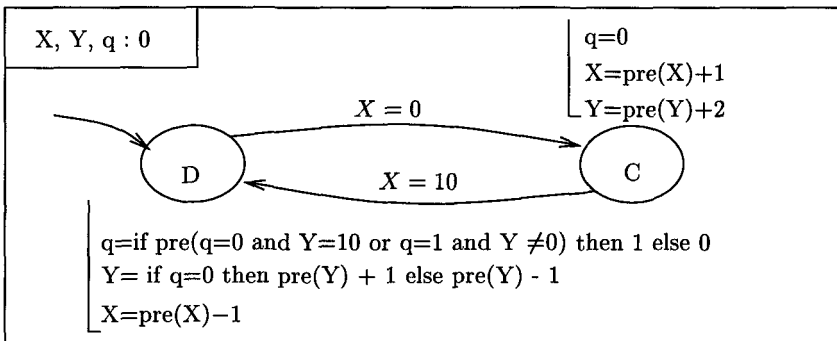 X, Y, q : 0
q=0
X=pre(X)+1
Y=pre(Y)+2
X = 0
D
C
X = 10
q=if pre(q=0 and Y=10 or q=1 and Y ≠0) then 1 else 0
Y= if q=0 then pre(Y) + 1 else pre(Y) - 1
X=pre(X)−1